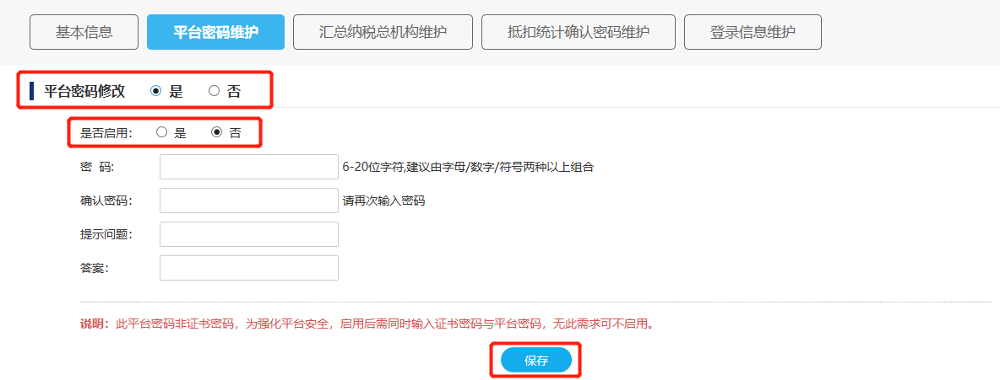 基本信息 平台密码维护 汇总纳税总机构维护 抵扣统计确认密码维护 登录信息维护
平台密码修改 是 否
是否启用： 是 否
密 码： 6-20位字符,建议由字母/数字/符号两种以上组合
确认密码： 请再次输入密码
提示问题：
答案：
说明：此平台密码非证书密码，为强化平台安全，启用后需同时输入证书密码与平台密码，无此需求可不启用。
保存